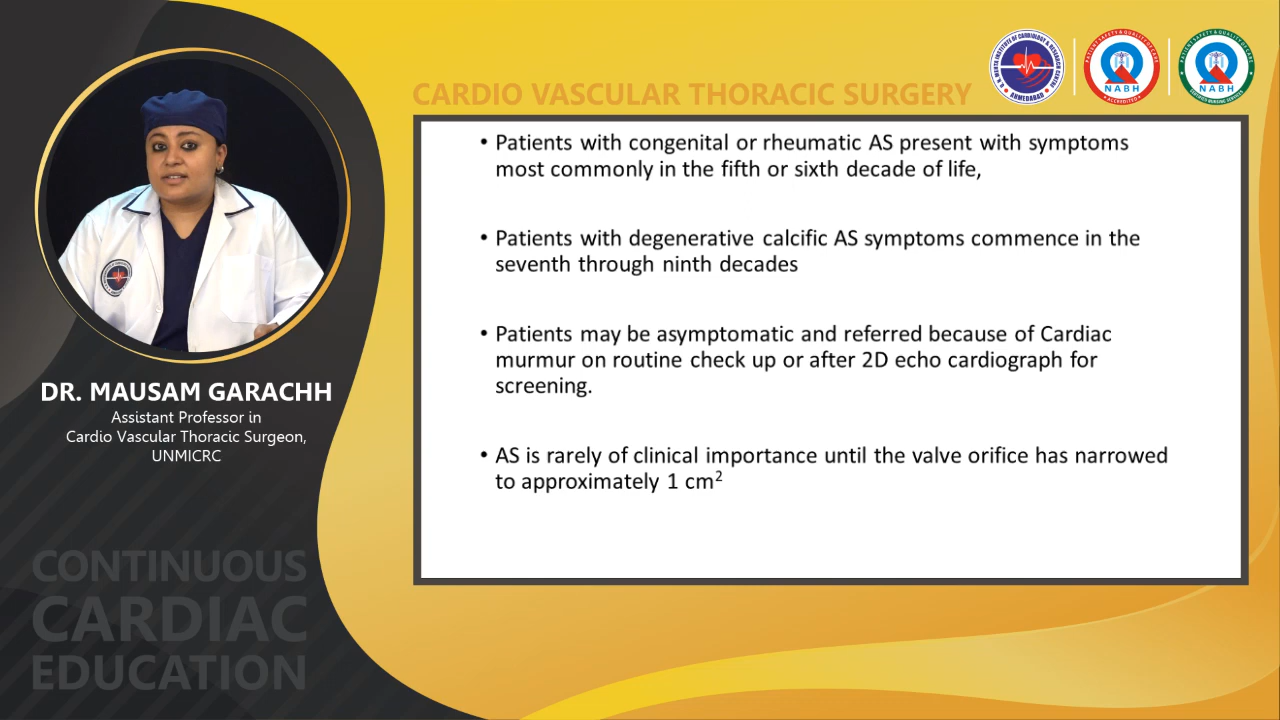 CARDIO VASCULAR THORACIC SURGERY
• Patients with congenital or rheumatic AS present with symptoms
most commonly in the fifth or sixth decade of life,
• Patients with degenerative calcific AS symptoms commence in the
seventh through ninth decades
• Patients may be asymptomatic and referred because of Cardiac
murmur on routine check up or after 2D echo cardiograph for
screening.
• AS is rarely of clinical importance until the valve orifice has narrowed
to approximately 1 cm²
DR. MAUSAM GARACHH
Assistant Professor in
Cardio Vascular Thoracic Surgeon,
UNMICRC
CONTINUOUS
CARDIAC
EDUCATION
NABH
NABH